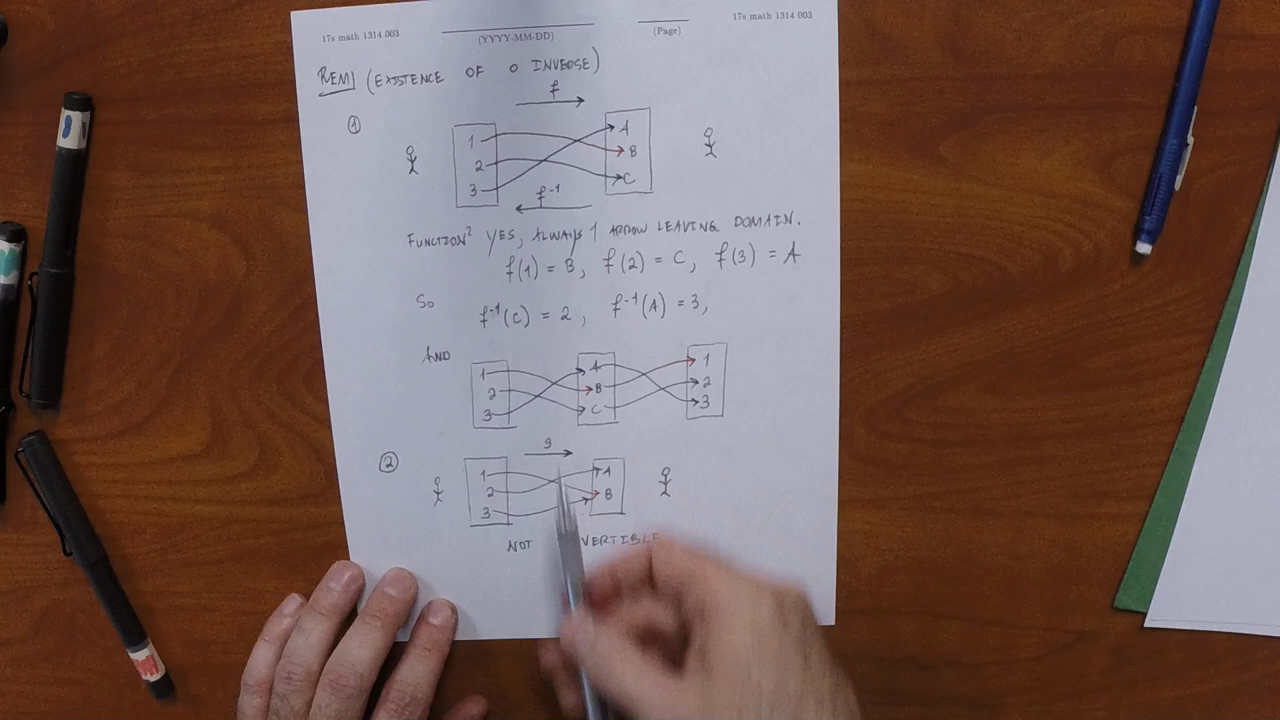 17s math 1314 003 (YYYY-MM-DD) (Page) 17s math 1314 003
REM (EXISTENCE OF INVERSE)
f
1
1 A
2 B
3 C
f⁻¹
FUNCTION? YES, ALWAYS 1 ARROW LEAVING DOMAIN.
f(1) = B, f(2) = C, f(3) = A
SO
f⁻¹(C) = 2, f⁻¹(A) = 3,
AND
1 A 1
2 B 2
3 C 3
g
2
1 A
2 B
3
NOT VERTIBLE